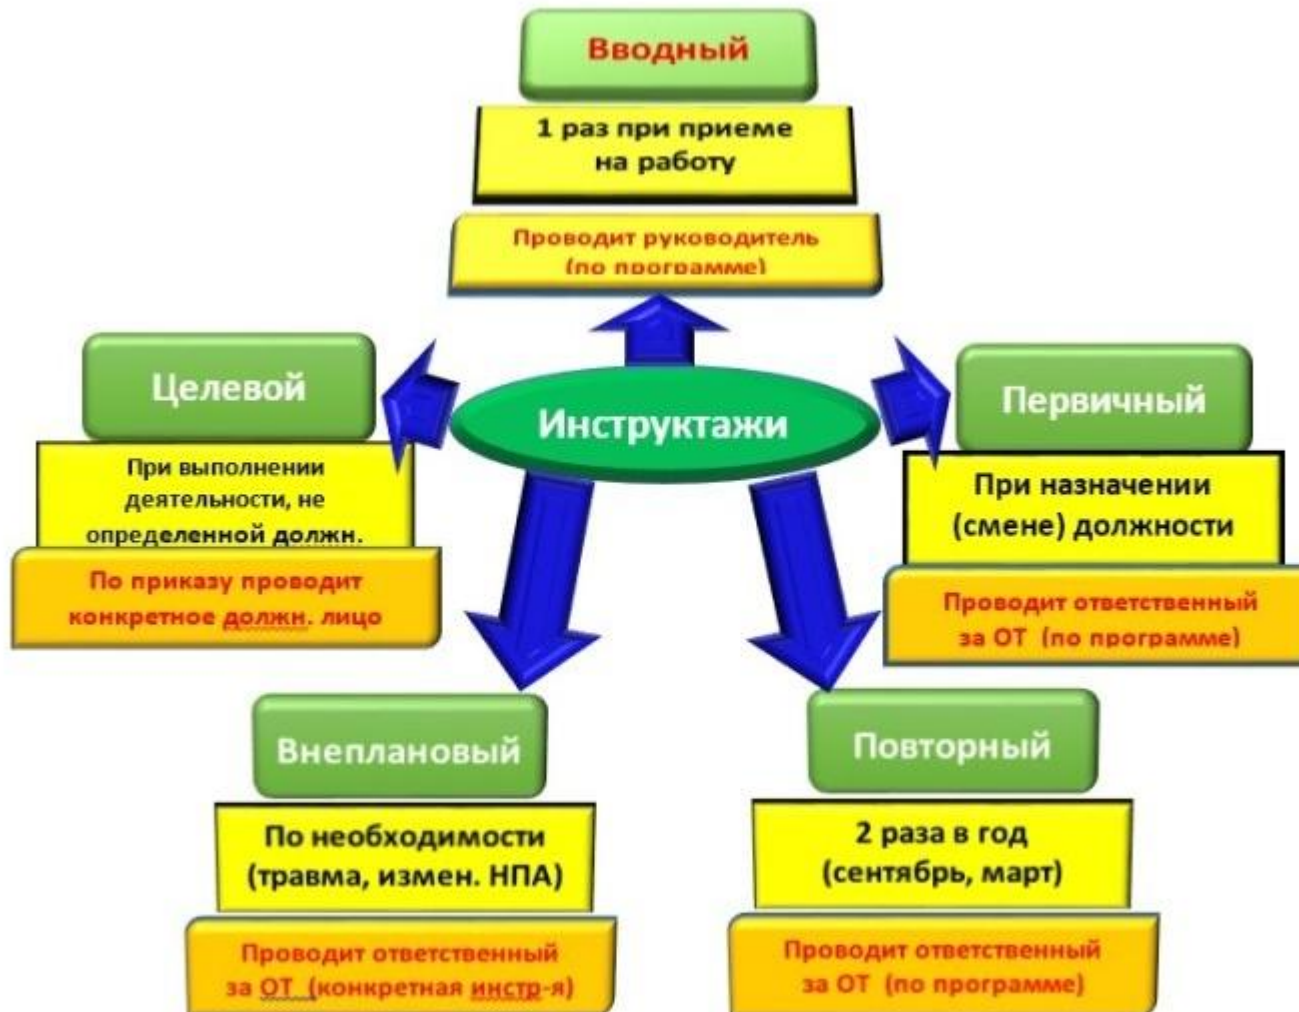 Вводный
1 раз при приеме
на работу
Проводит руководитель
(по программе)
Целевой
При выполнении
деятельности, не
определенной должн.
По приказу проводит
конкретное должн. лицо
Инструктажи
Первичный
При назначении
(смене) должности
Проводит ответственный
за ОТ (по программе)
Внеплановый
По необходимости
(травма, измен. НПА)
Проводит ответственный
за ОТ (конкретная инстр-я)
Повторный
2 раза в год
(сентябрь, март)
Проводит ответственный
за ОТ (по программе)